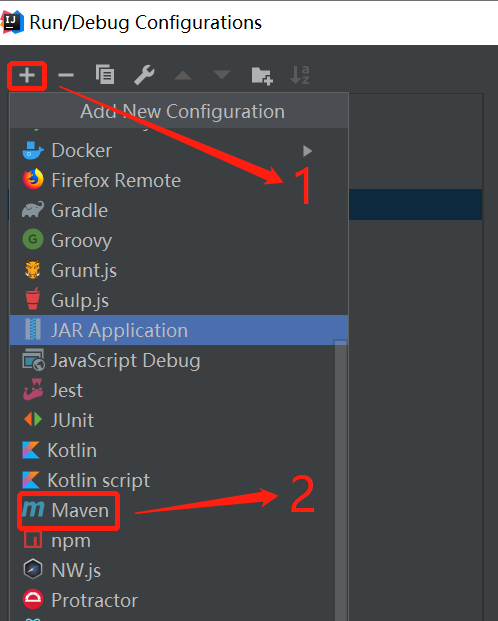 Run/Debug Configurations
Add New Configuration
Docker
Firefox Remote
1
Gradle
Groovy
Grunt.js
Gulp.js
JAR Application
JavaScript Debug
Jest
JUnit
Kotlin
Kotlin script
Maven
2
npm
NW.js
Protractor